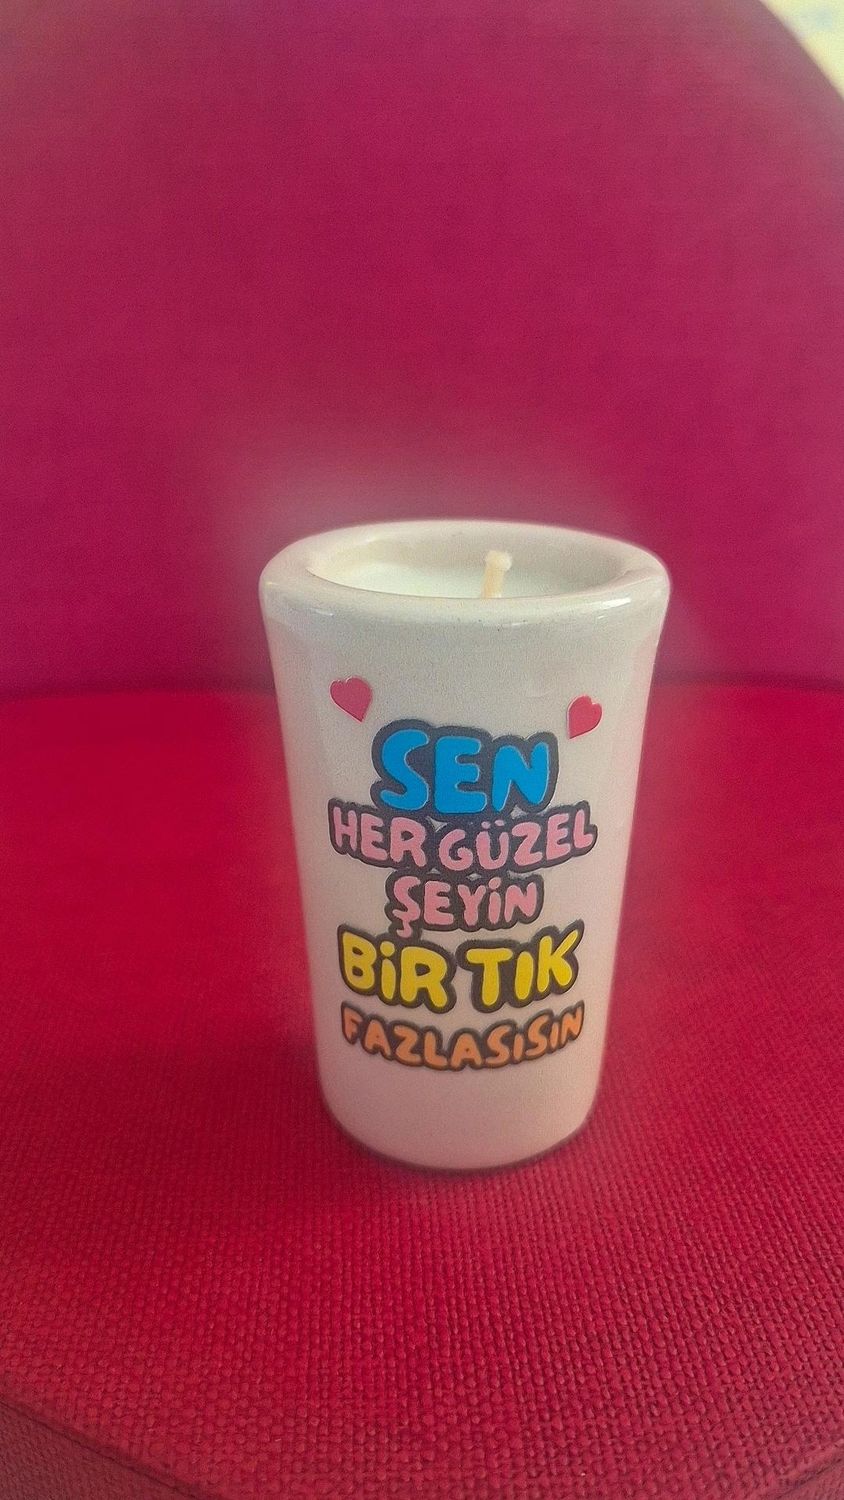 SEN
HER GÜZEL
ŞEYİN
BİR TIK
FAZLASISIN